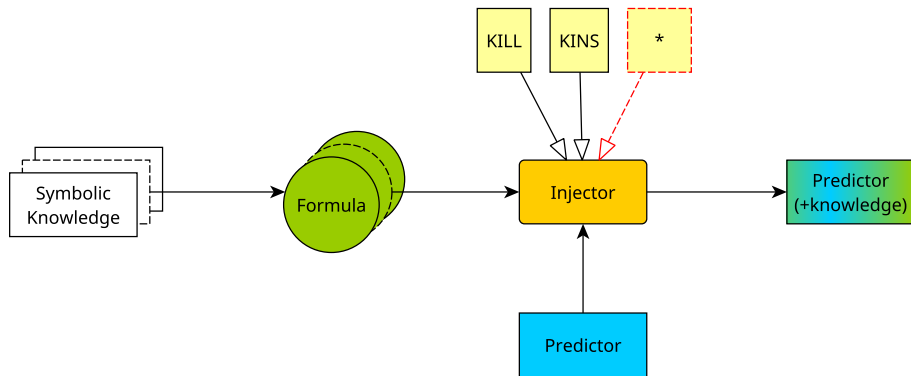 KILL
KINS
*
Symbolic
Knowledge
Formula
Injector
Predictor
(+knowledge)
Predictor